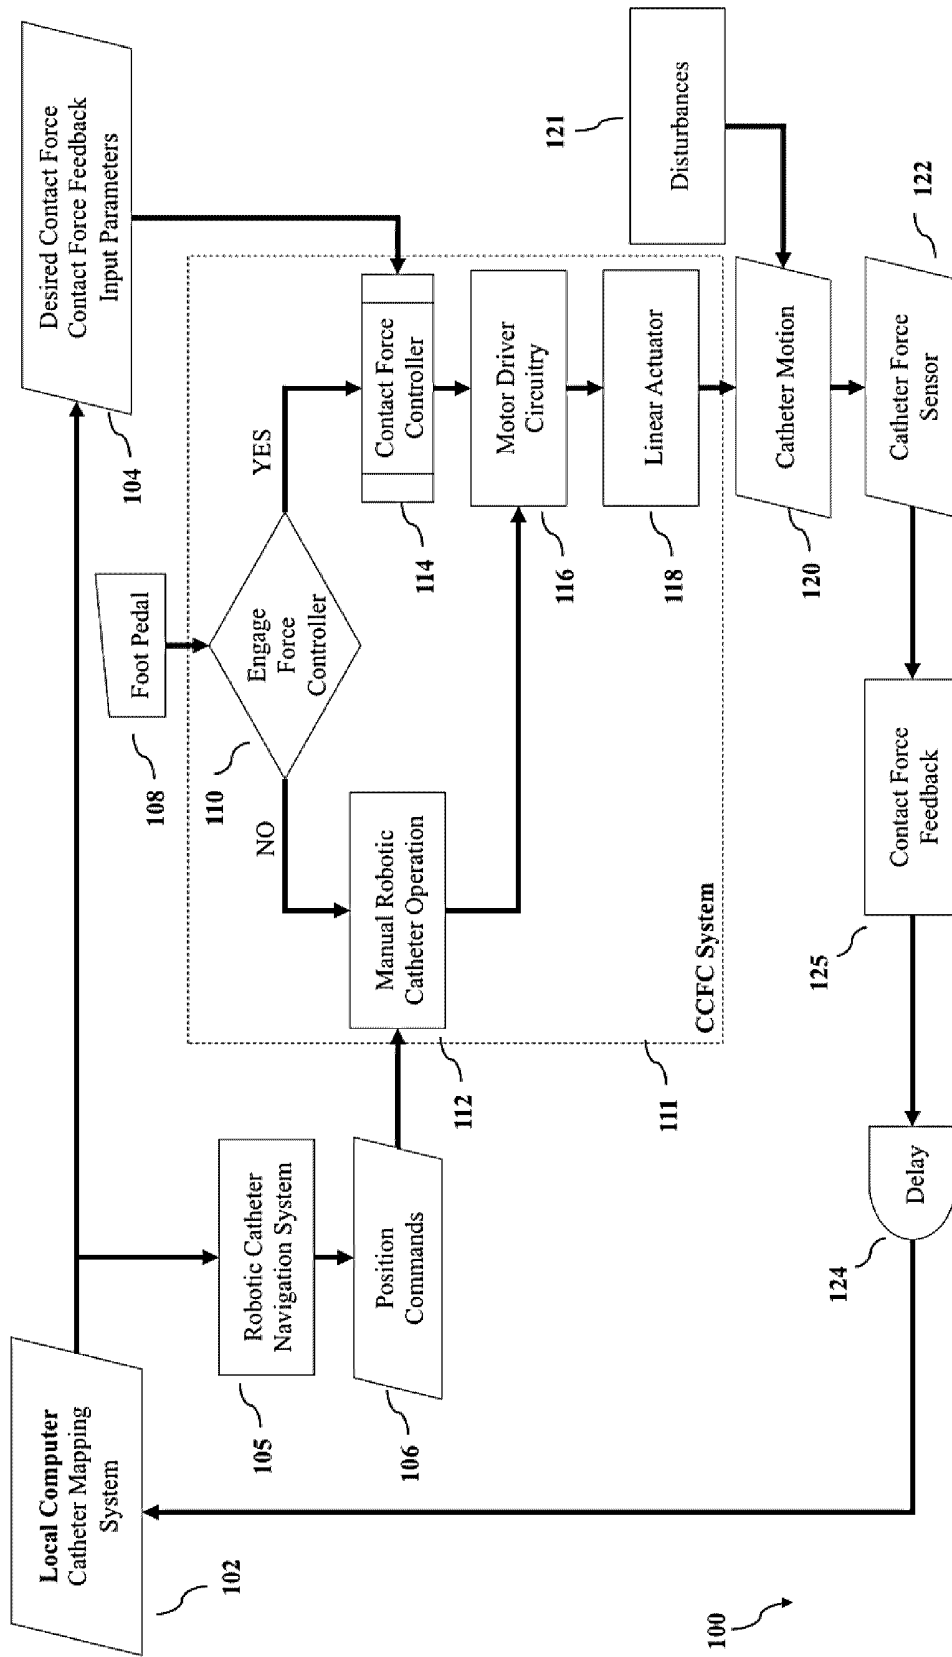 Local Computer
Catheter Mapping
System
102
Desired Contact Force
Contact Force Feedback
Input Parameters
104
Foot Pedal
108
Robotic Catheter
Navigation System
105
Position
Commands
106
Engage
Force
Controller
110
NO
YES
Manual Robotic
Catheter Operation
112
Contact Force
Controller
114
Motor Driver
Circuitry
116
Linear Actuator
118
CCFC System
111
Disturbances
121
Catheter Motion
120
Catheter Force
Sensor
122
Contact Force
Feedback
125
Delay
124
100